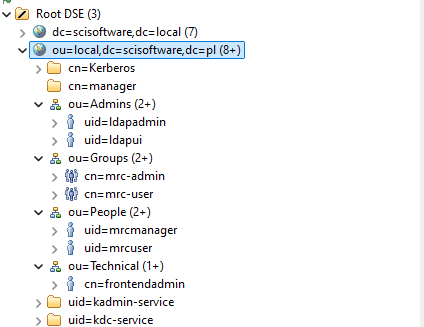 Root DSE (3)
dc=scisoftware,dc=local (7)
ou=local,dc=scisoftware,dc=pl (8+)
cn=Kerberos
cn=manager
ou=Admins (2+)
uid=ldapadmin
uid=ldapui
ou=Groups (2+)
cn=mrc-admin
cn=mrc-user
ou=People (2+)
uid=mrcmanager
uid=mrcuser
ou=Technical (1+)
cn=frontendadmin
uid=kadmin-service
uid=kdc-service